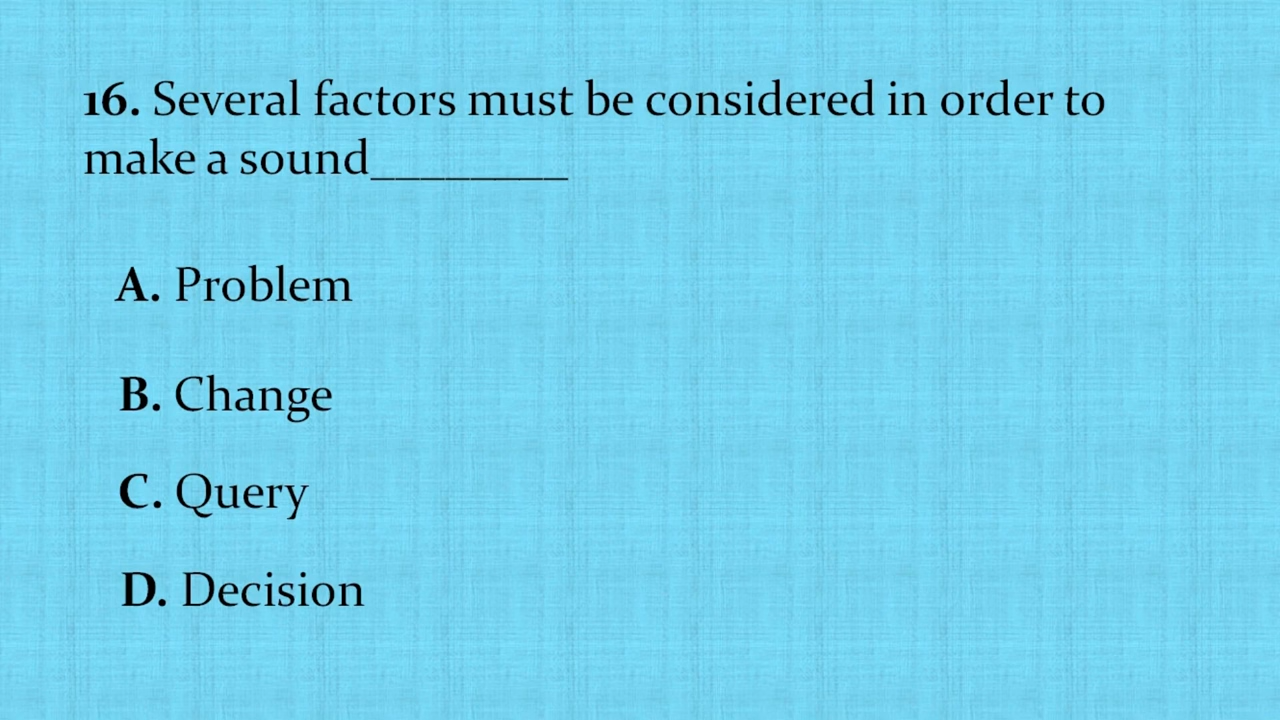 16. Several factors must be considered in order to
make a sound________
A. Problem
B. Change
C. Query
D. Decision